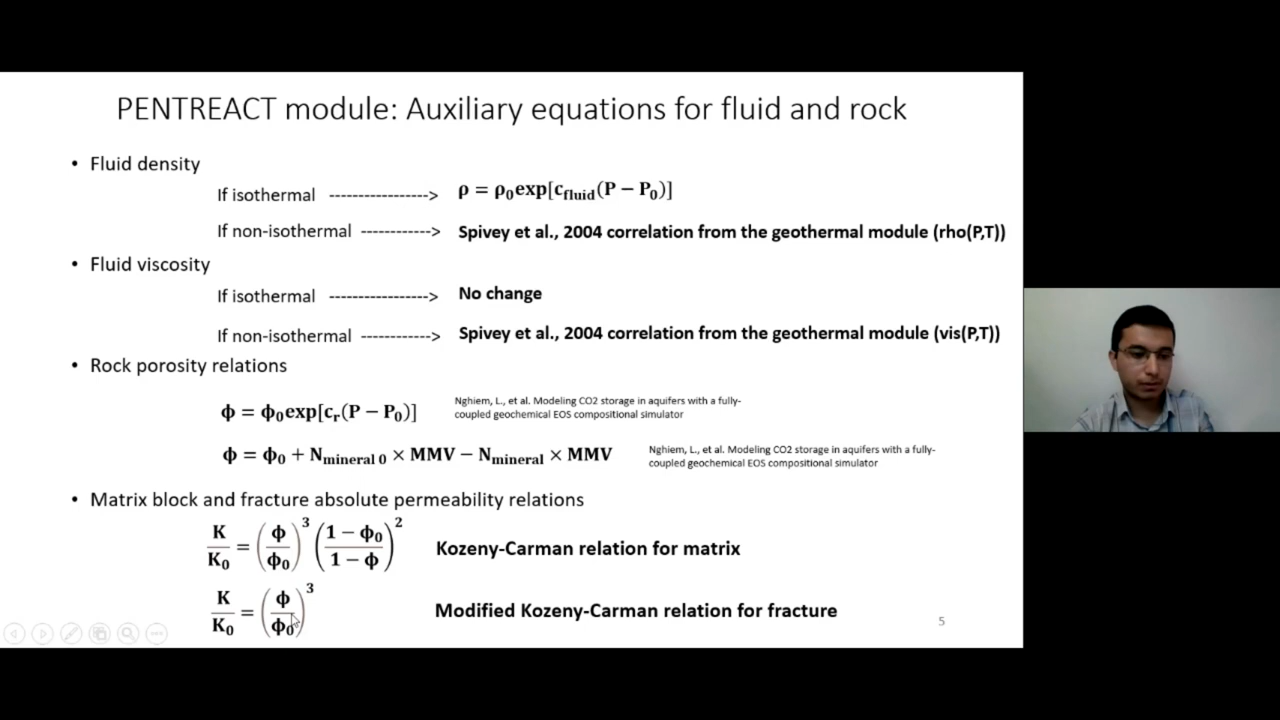 PENTREACT module: Auxiliary equations for fluid and rock
• Fluid density
If isothermal -----------------> ρ = ρ₀exp[c_fluid(P − P₀)]
If non-isothermal ------------> Spivey et al., 2004 correlation from the geothermal module (rho(P,T))
• Fluid viscosity
If isothermal -----------------> No change
If non-isothermal ------------> Spivey et al., 2004 correlation from the geothermal module (vis(P,T))
• Rock porosity relations
ϕ = ϕ₀exp[c_r(P − P₀)]
Nghiem, L., et al. Modeling CO2 storage in aquifers with a fully-
coupled geochemical EOS compositional simulator
ϕ = ϕ₀ + N_mineral 0 × MMV − N_mineral × MMV
Nghiem, L., et al. Modeling CO2 storage in aquifers with a fully-
coupled geochemical EOS compositional simulator
• Matrix block and fracture absolute permeability relations
K/K₀ = (ϕ/ϕ₀)³ ((1 − ϕ₀)/(1 − ϕ))² Kozeny-Carman relation for matrix
K/K₀ = (ϕ/ϕ₀)³ Modified Kozeny-Carman relation for fracture
5